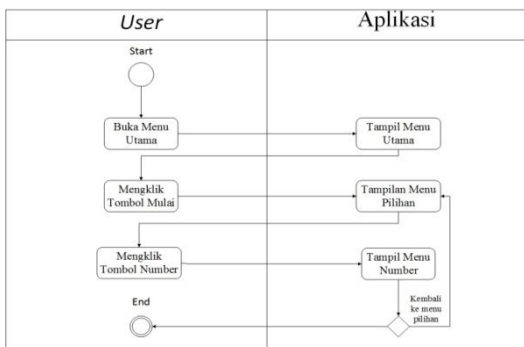 User
Aplikasi
Start
Buka Menu
Utama
Tampil Menu
Utama
Mengklik
Tombol Mulai
Tampilan Menu
Pilihan
Mengklik
Tombol Number
Tampil Menu
Number
End
Kembali
ke menu
pilihan